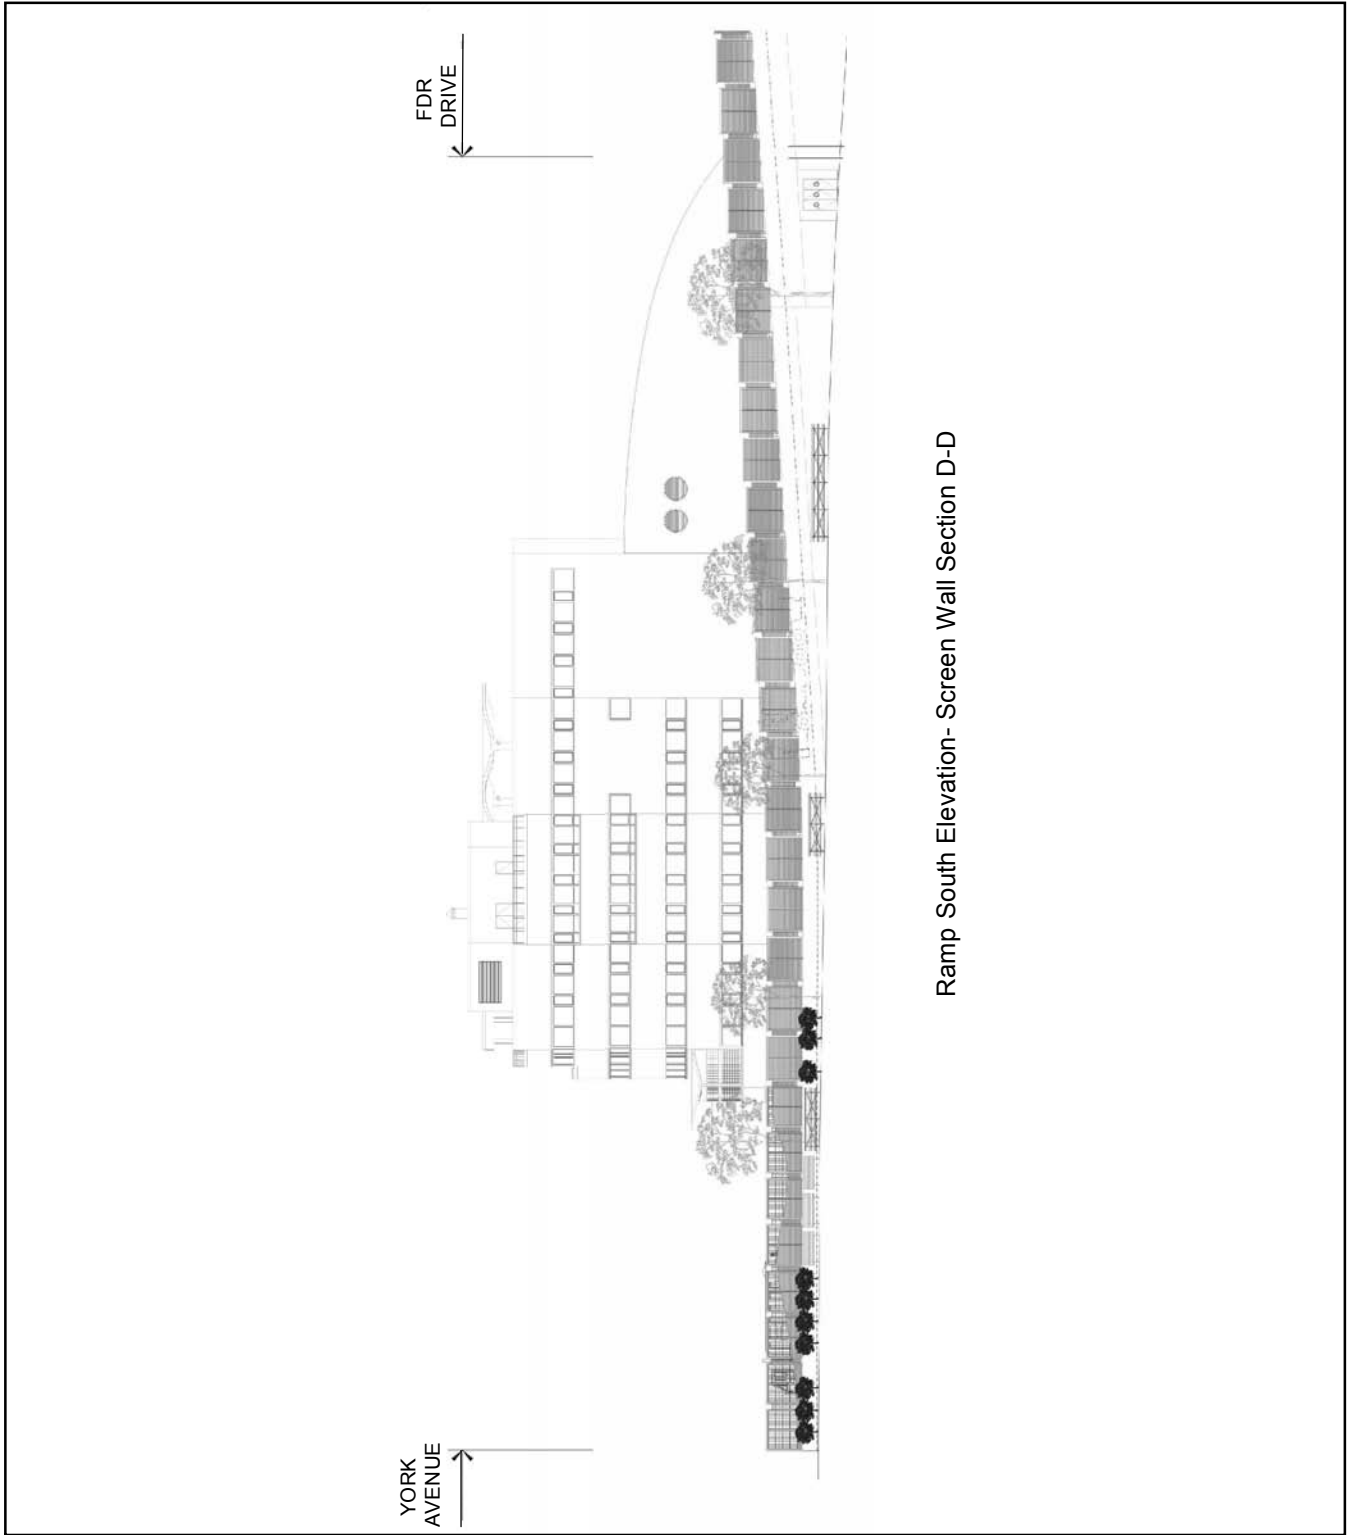 YORK
AVENUE
FDR
DRIVE
Ramp South Elevation- Screen Wall Section D-D